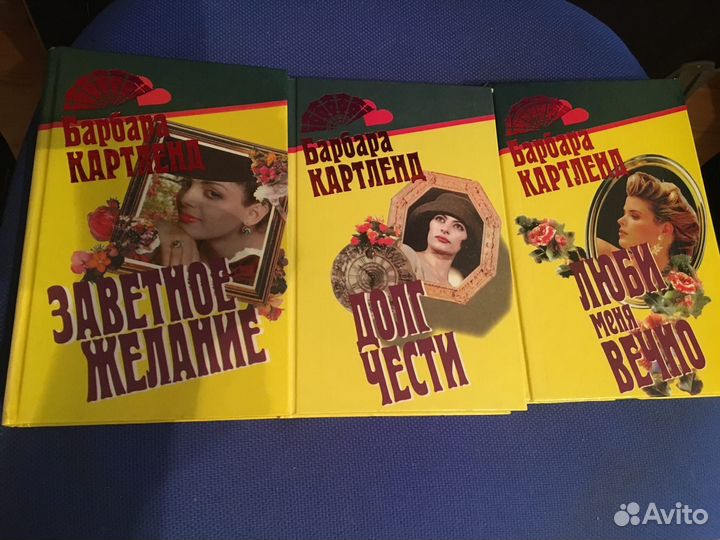 Барбара
КАРТЛЕНД
ЗАВЕТНОЕ
ЖЕЛАНИЕ
Барбара
КАРТЛЕНД
ДОЛГ
ЧЕСТИ
Барбара
КАРТЛЕНД
ЛЮБИ
меня
ВЕЧНО
Avito